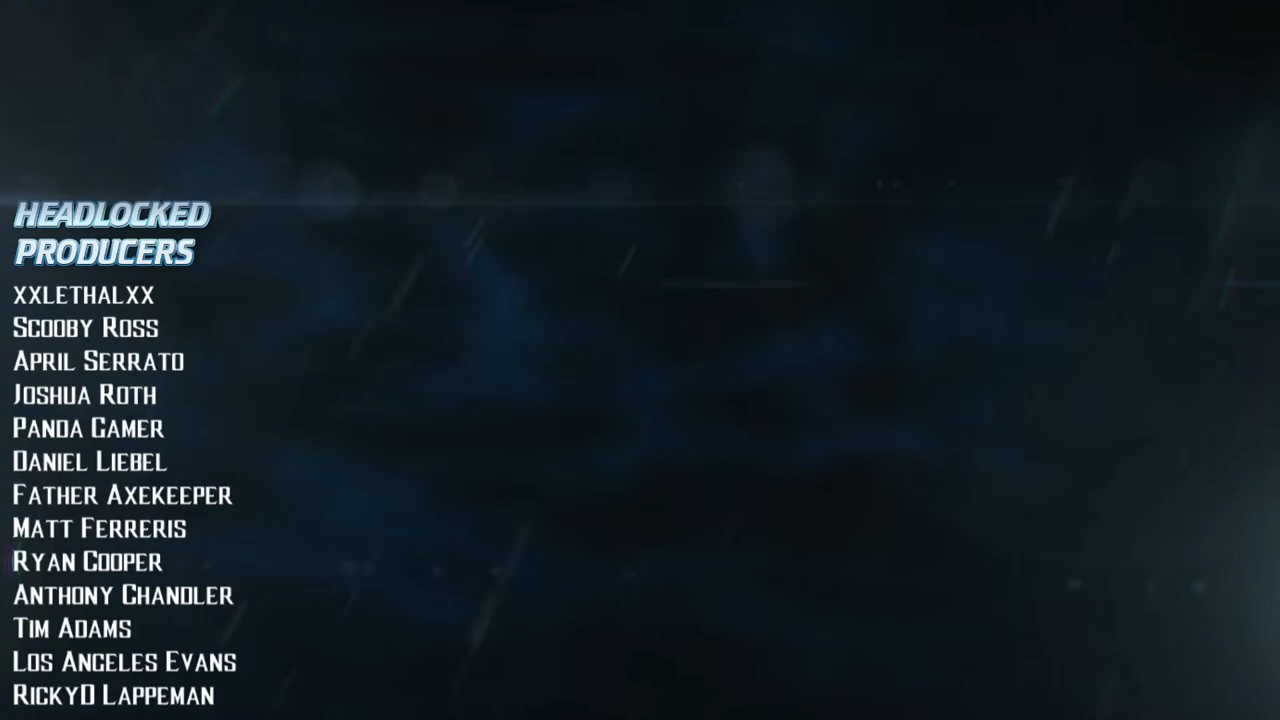 HEADLOCKED
PRODUCERS
XXLETHALXX
SCOOBY ROSS
APRIL SERRATO
JOSHUA ROTH
PANDA GAMER
DANIEL LIEBEL
FATHER AXEKEEPER
MATT FERRERIS
RYAN COOPER
ANTHONY CHANDLER
TIM ADAMS
LOS ANGELES EVANS
RICKYD LAPPEMAN